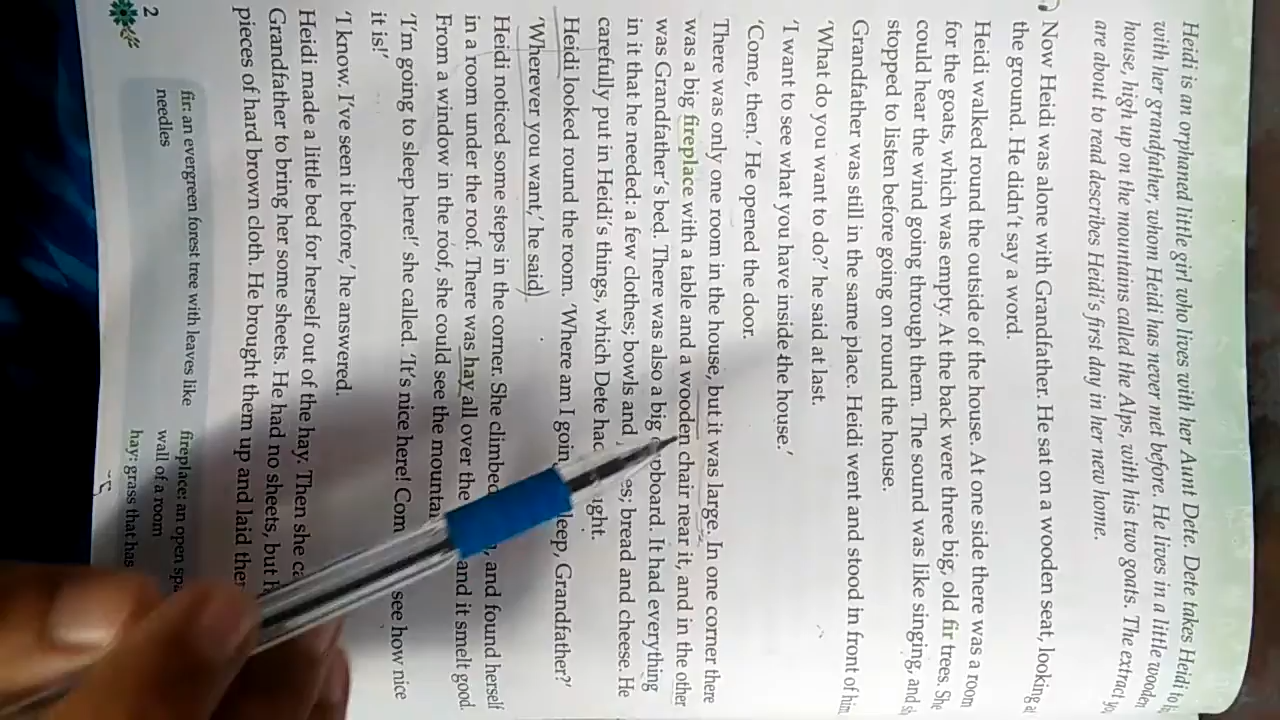 Heidi is an orphaned little girl who lives with her Aunt Dete. Dete takes Heidi to
with her grandfather, whom Heidi has never met before. He lives in a little wooden
house, high up on the mountains called the Alps, with his two goats. The extract
are about to read describes Heidi's first day in her new home.
Now Heidi was alone with Grandfather. He sat on a wooden seat, looking
the ground. He didn't say a word.
Heidi walked round the outside of the house. At one side there was a room
for the goats, which was empty. At the back were three big, old fir trees. She
could hear the wind going through them. The sound was like singing, and
stopped to listen before going on round the house.
Grandfather was still in the same place. Heidi went and stood in front of him
'What do you want to do?' he said at last.
'I want to see what you have inside the house.'
'Come, then.' He opened the door.
There was only one room in the house, but it was large. In one corner there
was a big fireplace with a table and a wooden chair near it, and in the other
was Grandfather's bed. There was also a big It had everything
in it that he needed: a few clothes; bowls and bread and cheese. He
carefully put in Heidi's things, which Dete had
Heidi looked round the room. 'Where am I Grandfather?'
'Wherever you want,' he said.
Heidi noticed some steps in the corner. She climbed and found herself
in a room under the roof. There was hay all over the and it smelt good.
From a window in the roof, she could see the
'I'm going to sleep here!' she called. 'It's nice here! see how nice
it is!'
'I know. I've seen it before,' he answered.
Heidi made a little bed for herself out of the hay. Then she
Grandfather to bring her some sheets. He had no sheets, but
pieces of hard brown cloth. He brought them up and laid
fir: an evergreen forest tree with leaves like
needles
fireplace: an open
wall of a room
hay: grass that has
2